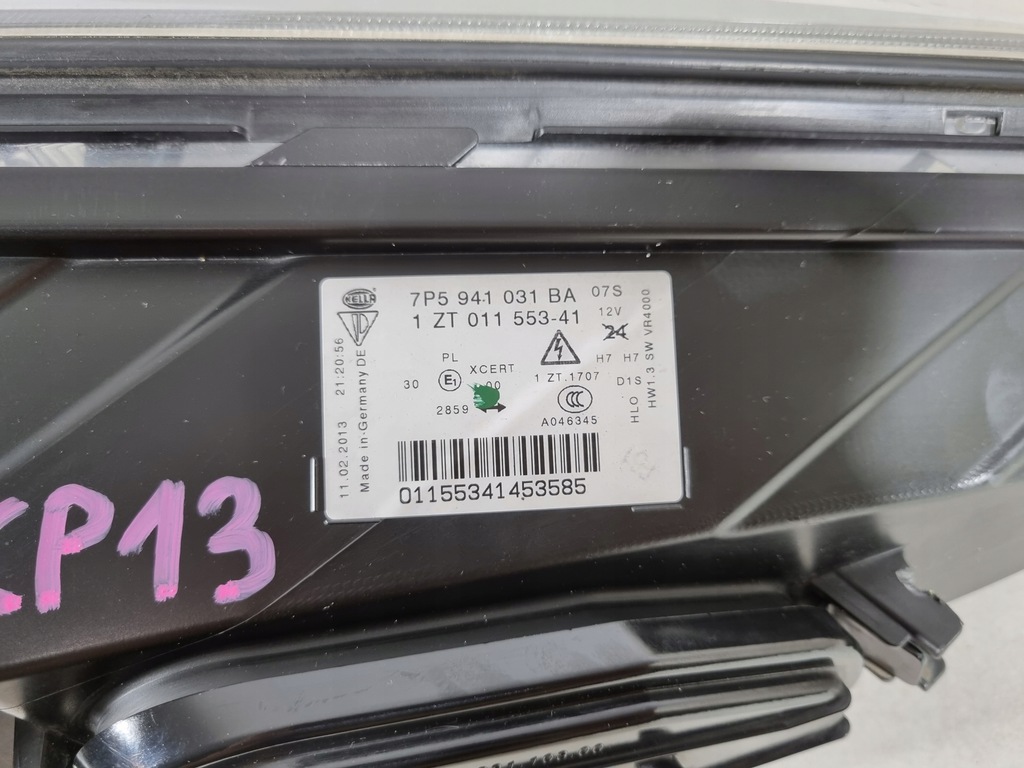 HELLA
7P5 941 031 BA 07S
1 ZT 011 553-41 12V
24
PL XCERT H7 H7
30 E1 00 1 ZT.1707 D1S
2859 CCC HLO
A046345
HW1.3 SW VR4000
11.02.2013 21:20:56
Made in Germany DE
01155341453585
P13